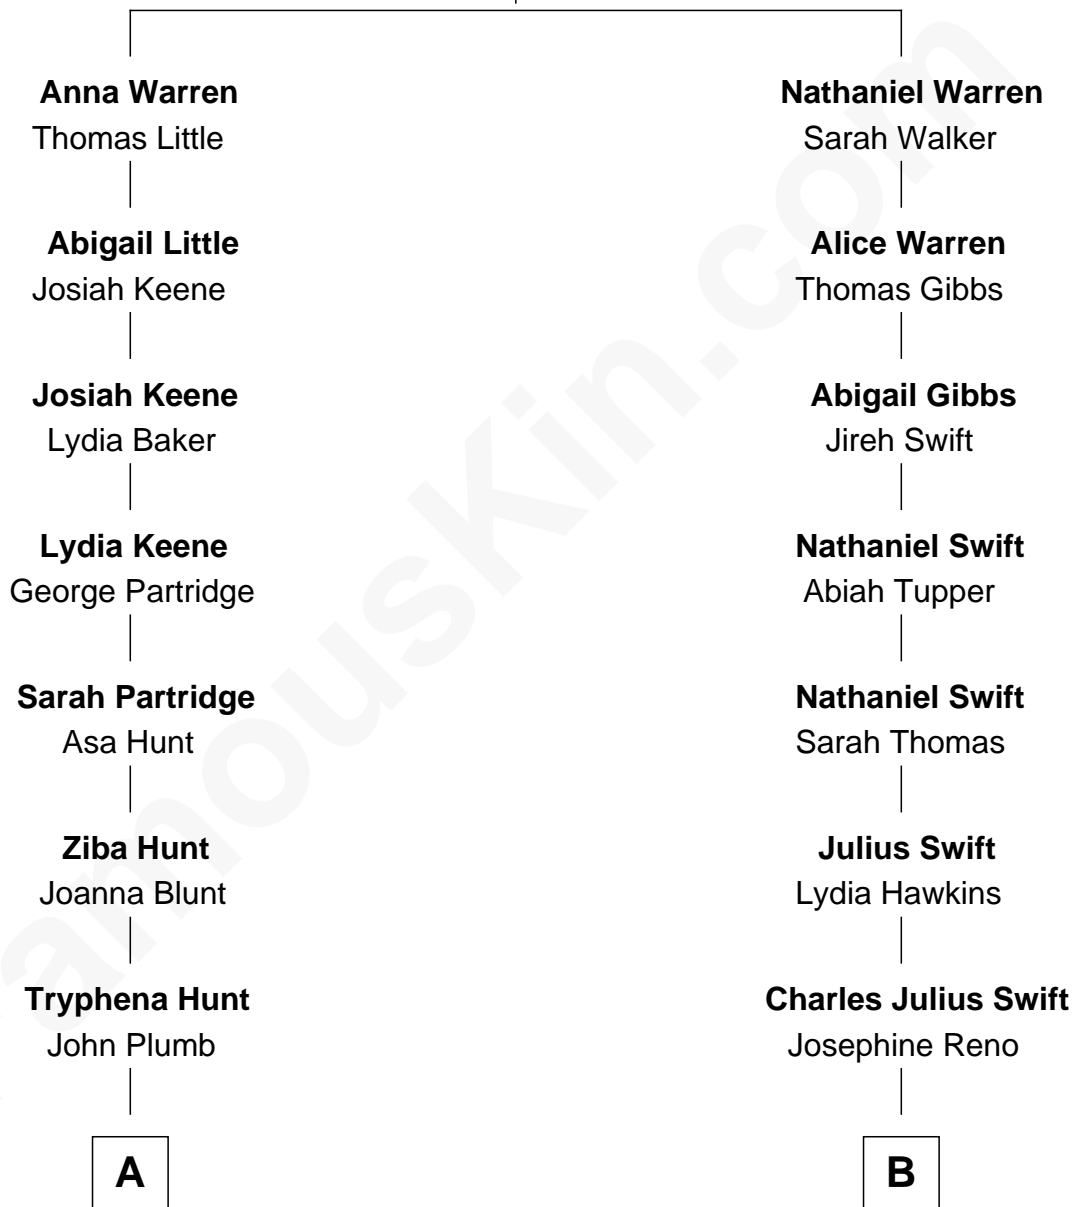 Anna Warren
Thomas Little
Abigail Little
Josiah Keene
Josiah Keene
Lydia Baker
Lydia Keene
George Partridge
Sarah Partridge
Asa Hunt
Ziba Hunt
Joanna Blunt
Tryphena Hunt
John Plumb
A
Nathaniel Warren
Sarah Walker
Alice Warren
Thomas Gibbs
Abigail Gibbs
Jireh Swift
Nathaniel Swift
Abiah Tupper
Nathaniel Swift
Sarah Thomas
Julius Swift
Lydia Hawkins
Charles Julius Swift
Josephine Reno
B
amouskin.com